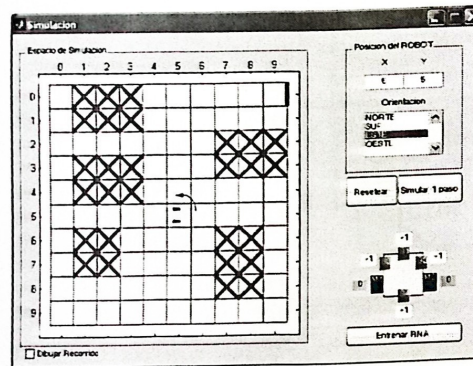 Simulacion
Espacio de Simulacion
0 1 2 3 4 5 6 7 8 9
0
1
2
3
4
5
6
7
8
9
Dibujar Recorrido
Posicion del ROBOT
X Y
5
Orientacion
NORTE
SUR
OESTE
Resetear
Simular 1 paso
-1
-1 -1
0 0
-1
Entrenar RNA